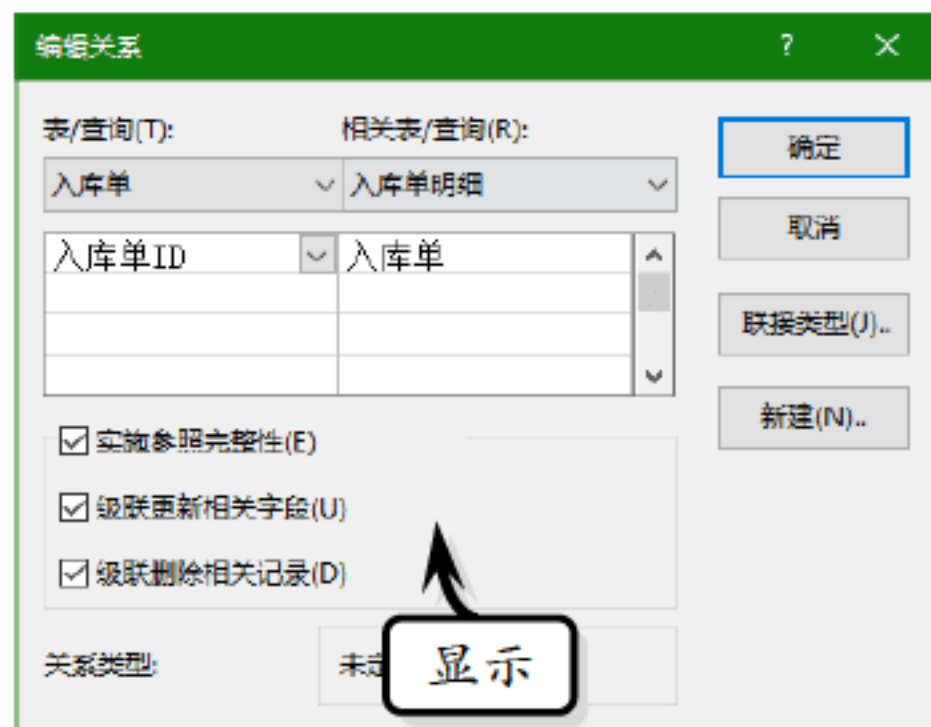 编辑关系 ?
表/查询(T): 相关表/查询(R):
确定
入库单 入库单明细
取消
入库单ID 入库单
联接类型(J)..
新建(N)..
实施参照完整性(E)
级联更新相关字段(U)
级联删除相关记录(D)
关系类型: 未
显示